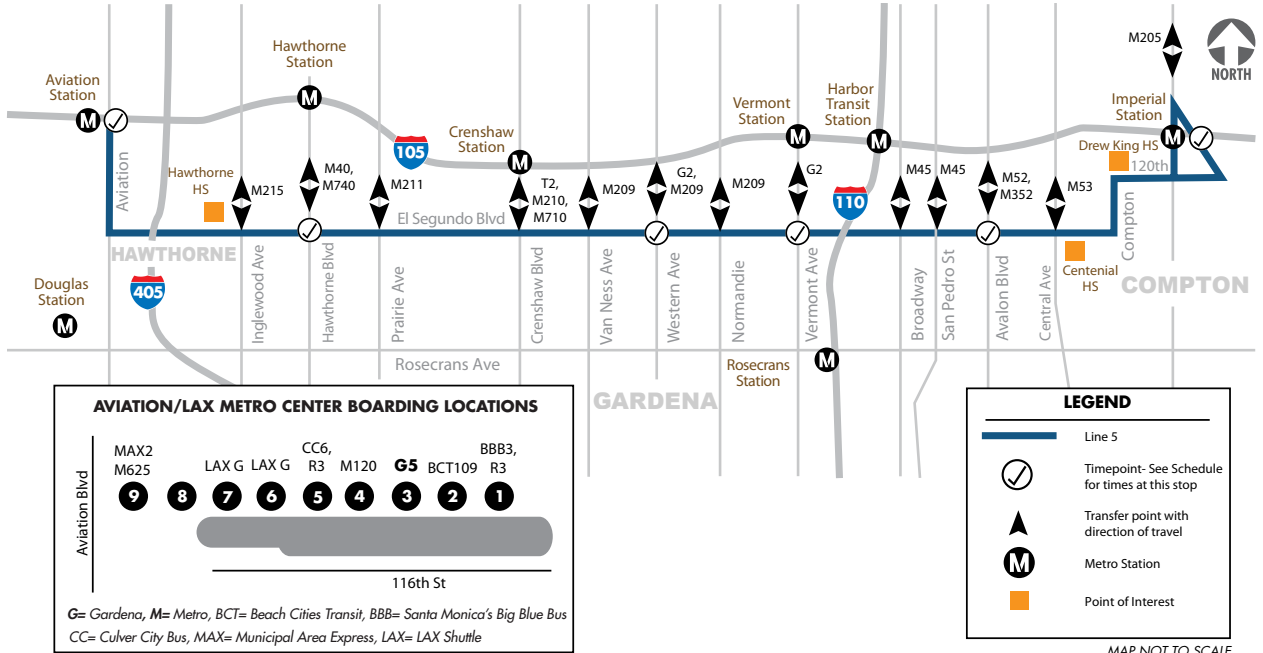 M205
NORTH
Hawthorne
Station
Aviation
Station
M
M
Crenshaw
Station
M
105
Vermont
Station
M
Harbor
Transit
Station
M
Imperial
Station
M
Drew King HS
120th
Aviation
Hawthorne
HS
M215
M40,
M740
M211
T2,
M210,
M710
M209
G2,
M209
M209
G2
110
M45
M45
M52,
M352
M53
El Segundo Blvd
HAWTHORNE
405
Douglas
Station
M
Inglewood Ave
Hawthorne Blvd
Prairie Ave
Crenshaw Blvd
Van Ness Ave
Western Ave
Normandie
Vermont Ave
Broadway
San Pedro St
Avalon Blvd
Central Ave
Compton
Centenial
HS
COMPTON
Rosecrans Ave
Rosecrans
Station
M
GARDENA
AVIATION/LAX METRO CENTER BOARDING LOCATIONS
Aviation Blvd
MAX2
M625
LAX G
LAX G
CC6,
R3
M120
G5
BCT109
BBB3,
R3
9
8
7
6
5
4
3
2
1
116th St
G= Gardena, M= Metro, BCT= Beach Cities Transit, BBB= Santa Monica's Big Blue Bus
CC= Culver City Bus, MAX= Municipal Area Express, LAX= LAX Shuttle
LEGEND
Line 5
Timepoint- See Schedule
for times at this stop
Transfer point with
direction of travel
M
Metro Station
Point of Interest
MAP NOT TO SCALE